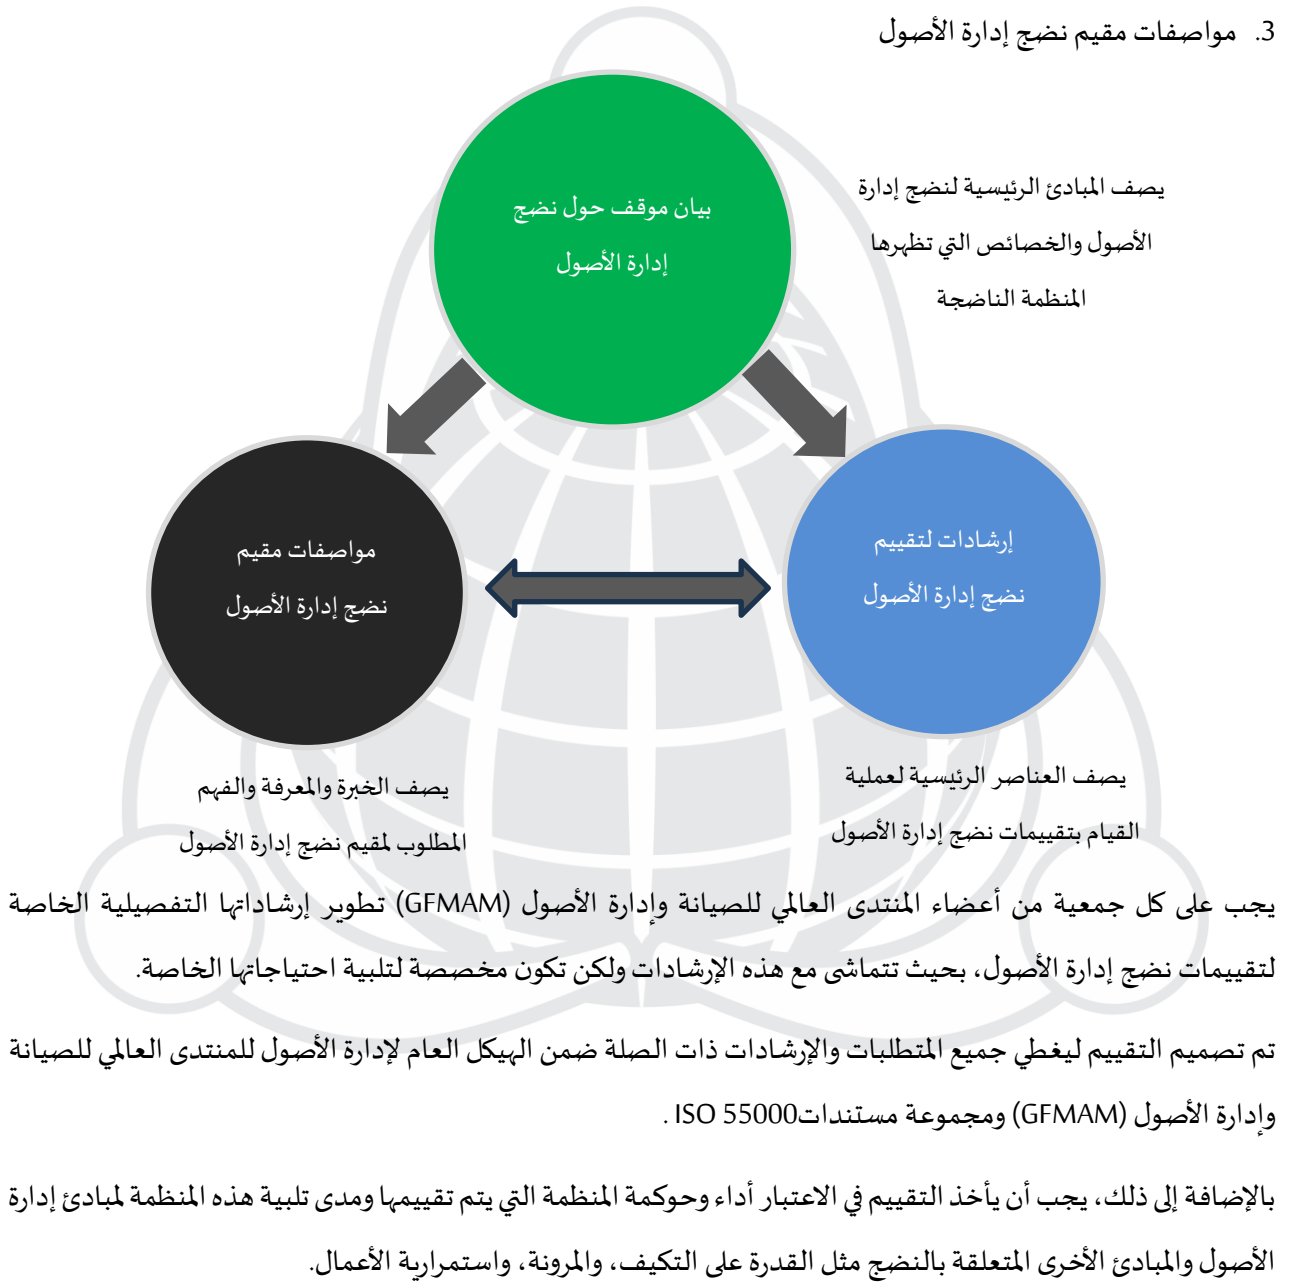 3. مواصفات مقيم نضج إدارة الأصول
بيان موقف حول نضج
إدارة الأصول
يصف المبادئ الرئيسية لنضج إدارة
الأصول والخصائص التي تظهرها
المنظمة الناضجة
إرشادات لتقييم
نضج إدارة الأصول
مواصفات مقيم
نضج إدارة الأصول
يصف العناصر الرئيسية لعملية
القيام بتقييمات نضج إدارة الأصول
يصف الخبرة والمعرفة والفهم
المطلوب لمقيم نضج إدارة الأصول
يجب على كل جمعية من أعضاء المنتدى العالمي للصيانة وإدارة الأصول (GFMAM) تطوير إرشاداتها التفصيلية الخاصة
لتقييمات نضج إدارة الأصول، بحيث تتماشى مع هذه الإرشادات ولكن تكون مخصصة لتلبية احتياجاتها الخاصة.
تم تصميم التقييم ليغطي جميع المتطلبات والإرشادات ذات الصلة ضمن الهيكل العام لإدارة الأصول للمنتدى العالمي للصيانة
وإدارة الأصول (GFMAM) ومجموعة مستندات ISO 55000 .
بالإضافة إلى ذلك، يجب أن يأخذ التقييم في الاعتبار أداء وحوكمة المنظمة التي يتم تقييمها ومدى تلبية هذه المنظمة لمبادئ إدارة
الأصول والمبادئ الأخرى المتعلقة بالنضج مثل القدرة على التكيف، والمرونة، واستمرارية الأعمال.